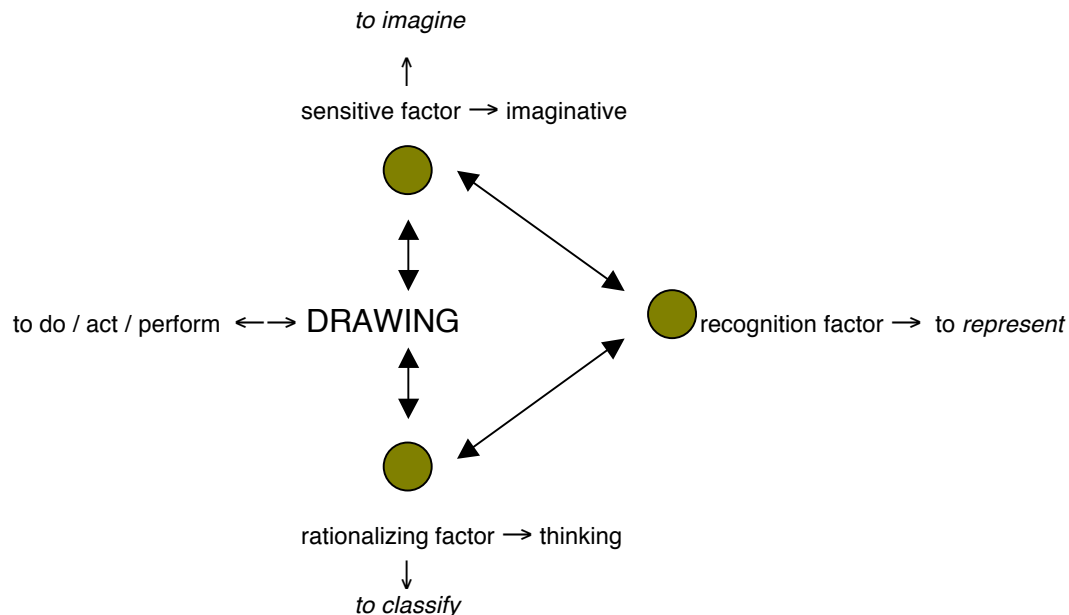 to imagine
sensitive factor → imaginative
to do / act / perform ←→ DRAWING
recognition factor → to represent
rationalizing factor → thinking
to classify